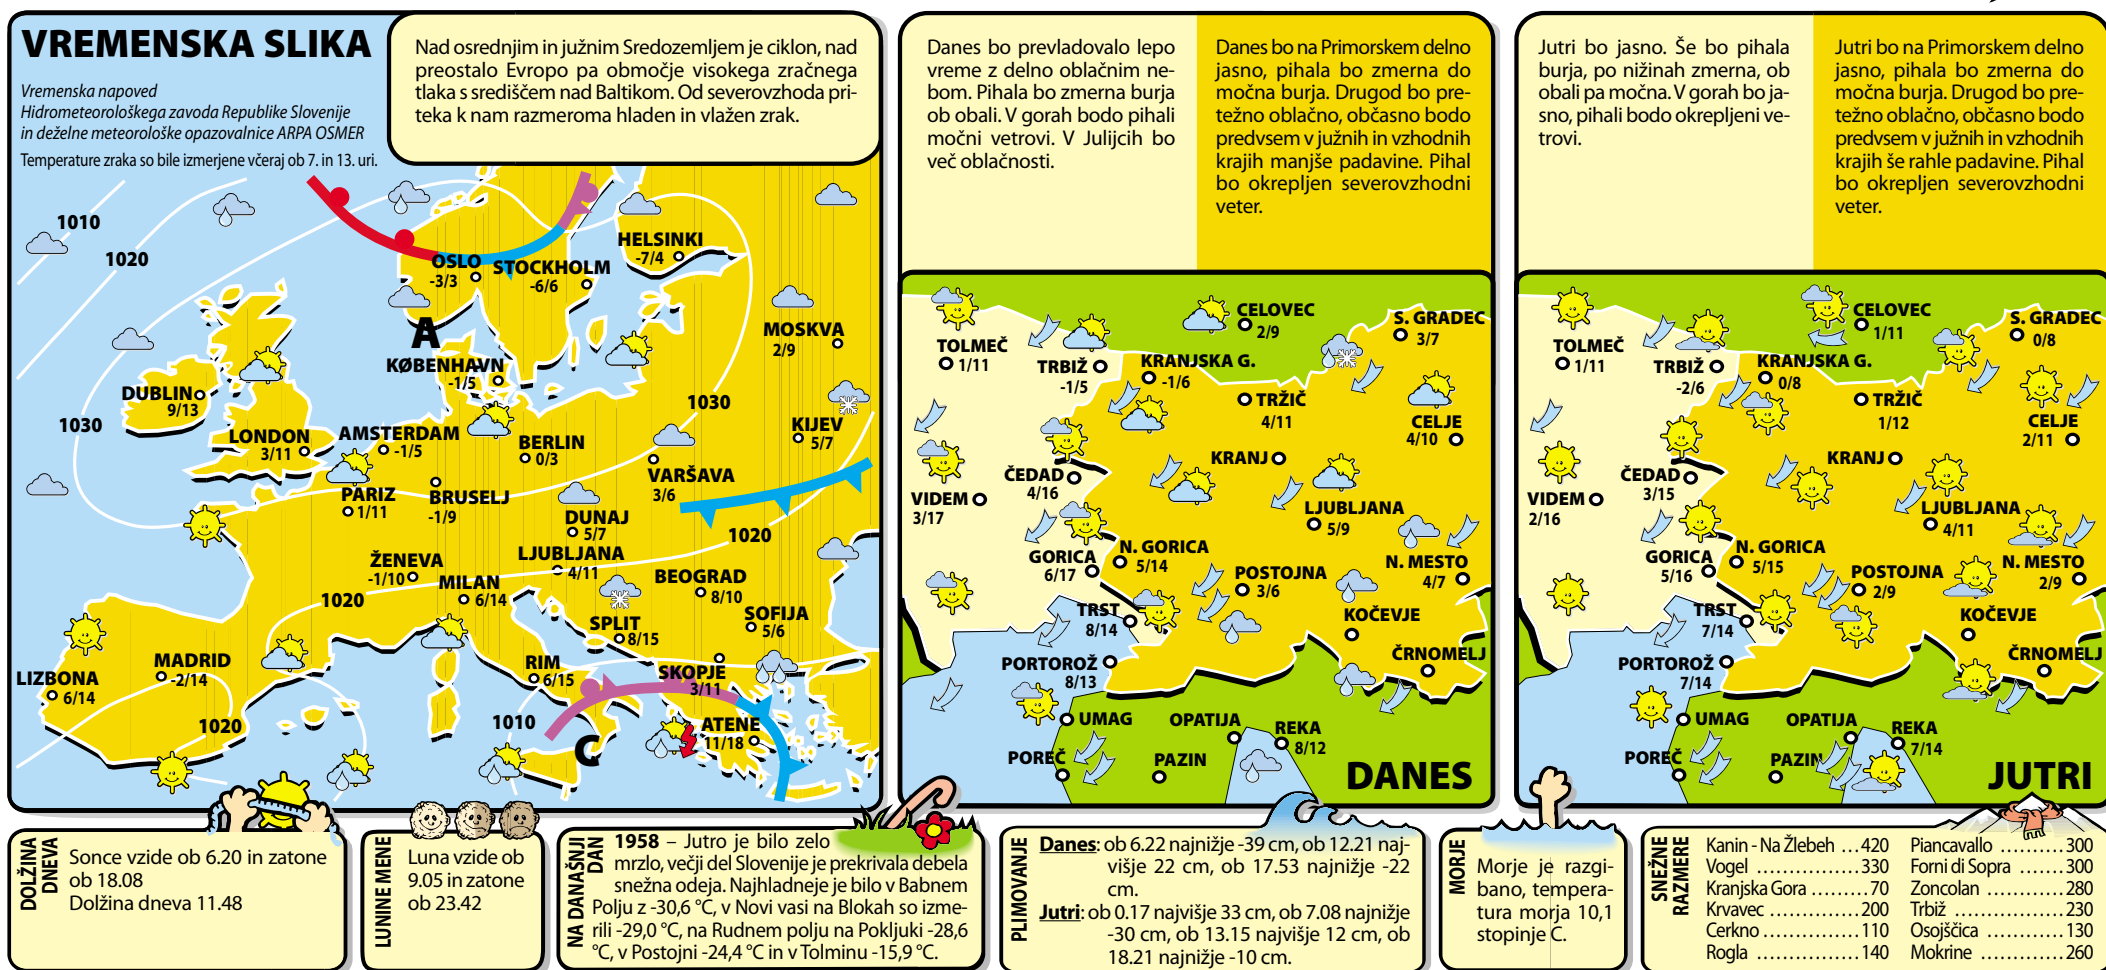 VREMENSKA SLIKA
Vremenska napoved
Hidrometeorološkega zavoda Republike Slovenije
in deželne meteorološke opazovalnice ARPA OSMER
Temperature zraka so bile izmerjene včeraj ob 7. in 13. uri.
Nad osrednjim in južnim Sredozemljem je ciklon, nad
preostalo Evropo pa območje visokega zračnega
tlaka s središčem nad Baltikom. Od severovzhoda pri-
teka k nam razmeroma hladen in vlažen zrak.
1010
1020
1030
1030
1020
1020
1020
1010
A
C
HELSINKI
-7/4
OSLO
-3/3
STOCKHOLM
-6/6
MOSKVA
2/9
KØBENHAVN
-1/5
DUBLIN
9/13
LONDON
3/11
AMSTERDAM
-1/5
BERLIN
0/3
KIJEV
5/7
VARŠAVA
3/6
PARIZ
1/11
BRUSELJ
-1/9
DUNAJ
5/7
LJUBLJANA
4/11
ŽENEVA
-1/10
MILAN
6/14
BEOGRAD
8/10
SOFIJA
5/6
SPLIT
8/15
LIZBONA
6/14
MADRID
-2/14
RIM
6/15
SKOPJE
3/11
ATENE
11/18
Danes bo prevladovalo lepo
vreme z delno oblačnim ne-
bom. Pihala bo zmerna burja
ob obali. V gorah bodo pihali
močni vetrovi. V Julijcih bo
več oblačnosti.
Danes bo na Primorskem delno
jasno, pihala bo zmerna do
močna burja. Drugod bo pre-
težno oblačno, občasno bodo
predvsem v južnih in vzhodnih
krajih manjše padavine. Pihal
bo okrepljen severovzhodni
veter.
CELOVEC
2/9
S. GRADEC
3/7
TOLMEČ
1/11
TRBIŽ
-1/5
KRANJSKA G.
-1/6
TRŽIČ
4/11
CELJE
4/10
KRANJ
ČEDAD
4/16
VIDEM
3/17
LJUBLJANA
5/9
GORICA
6/17
N. GORICA
5/14
POSTOJNA
3/6
N. MESTO
4/7
TRST
8/14
KOČEVJE
PORTOROŽ
8/13
ČRNOMELJ
UMAG
OPATIJA
REKA
8/12
POREČ
PAZIN
DANES
Jutri bo jasno. Še bo pihala
burja, po nižinah zmerna, ob
obali pa močna. V gorah bo ja-
sno, pihali bodo okrepljeni ve-
trovi.
Jutri bo na Primorskem delno
jasno, pihala bo zmerna do
močna burja. Drugod bo pre-
težno oblačno, občasno bodo
predvsem v južnih in vzhodnih
krajih še rahle padavine. Pihal
bo okrepljen severovzhodni
veter.
CELOVEC
1/11
S. GRADEC
0/8
TOLMEČ
1/11
TRBIŽ
-2/6
KRANJSKA G.
0/8
TRŽIČ
1/12
CELJE
2/11
KRANJ
ČEDAD
3/15
VIDEM
2/16
LJUBLJANA
4/11
GORICA
5/16
N. GORICA
5/15
POSTOJNA
2/9
N. MESTO
2/9
TRST
7/14
KOČEVJE
PORTOROŽ
7/14
ČRNOMELJ
UMAG
OPATIJA
REKA
7/14
POREČ
PAZIN
JUTRI
DOLŽINA
DNEVA
Sonce vzide ob 6.20 in zatone
ob 18.08
Dolžina dneva 11.48
LUNINE MENE
Luna vzide ob
9.05 in zatone
ob 23.42
NA DANAŠNJI
DAN
1958 – Jutro je bilo zelo
mrzlo, večji del Slovenije je prekrivala debela
snežna odeja. Najhladneje je bilo v Babnem
Polju z -30,6 °C, v Novi vasi na Blokah so izme-
rili -29,0 °C, na Rudnem polju na Pokljuki -28,6
°C, v Postojni -24,4 °C in v Tolminu -15,9 °C.
PLIMOVANJE
Danes: ob 6.22 najnižje -39 cm, ob 12.21 naj-
višje 22 cm, ob 17.53 najnižje -22
cm.
Jutri: ob 0.17 najvišje 33 cm, ob 7.08 najnižje
-30 cm, ob 13.15 najvišje 12 cm, ob
18.21 najnižje -10 cm.
MORJE
Morje je razgi-
bano, tempera-
tura morja 10,1
stopinje C.
SNEŽNE
RAZMERE
Kanin - Na Žlebeh ...420
Vogel ....................330
Kranjska Gora ........70
Krvavec ................200
Cerkno .................110
Rogla ...................140
Piancavallo ..........300
Forni di Sopra .......300
Zoncolan .............280
Trbiž ....................230
Osojščica .............130
Mokrine ...............260